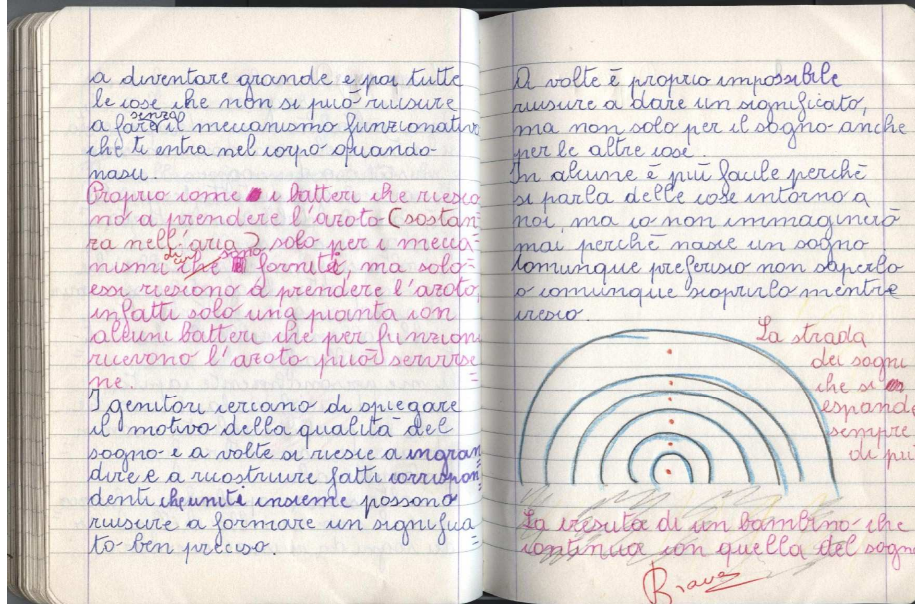 a diventare grande e poi tutte
le cose che non si può riuscire
a fare senza il meccanismo funzionativo
che ti entra nel corpo quando
nasci.
Proprio come i batteri che riesco
no a prendere l'azoto (sostan-
za nell'aria) solo per i mecca-
nismi di cui sono forniti, ma solo
essi riescono a prendere l'azoto,
infatti solo una pianta con
alcuni batteri che per funzioni
ricevono l'azoto può servirse
ne.
I genitori cercano di spiegare
il motivo della qualità del
sogno e a volte si riesce a ingran
dire e a ricostruire fatti corrispon
denti che uniti insieme possono
riuscire a formare un significa
to ben preciso.
A volte è proprio impossibile
riuscire a dare un significato,
ma non solo per il sogno anche
per le altre cose.
In alcune è più facile perchè
si parla delle cose intorno a
noi, ma io non immaginerò
mai perchè nasce un sogno
comunque preferisco non saperlo
o comunque scoprirlo mentre
cresco.
La strada
dei sogni
che si
espande
sempre
di più
La crescita di un bambino che
continua con quella del sogno
Brava